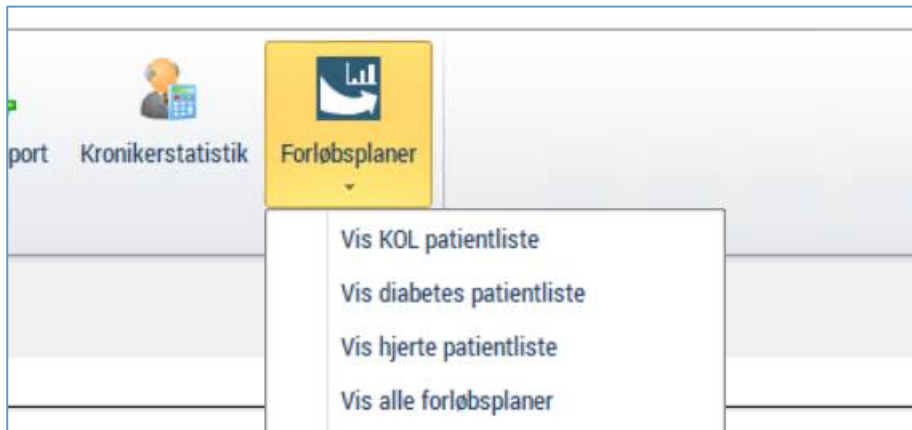 port Kronikerstatistik Forløbsplaner
Vis KOL patientliste
Vis diabetes patientliste
Vis hjerte patientliste
Vis alle forløbsplaner